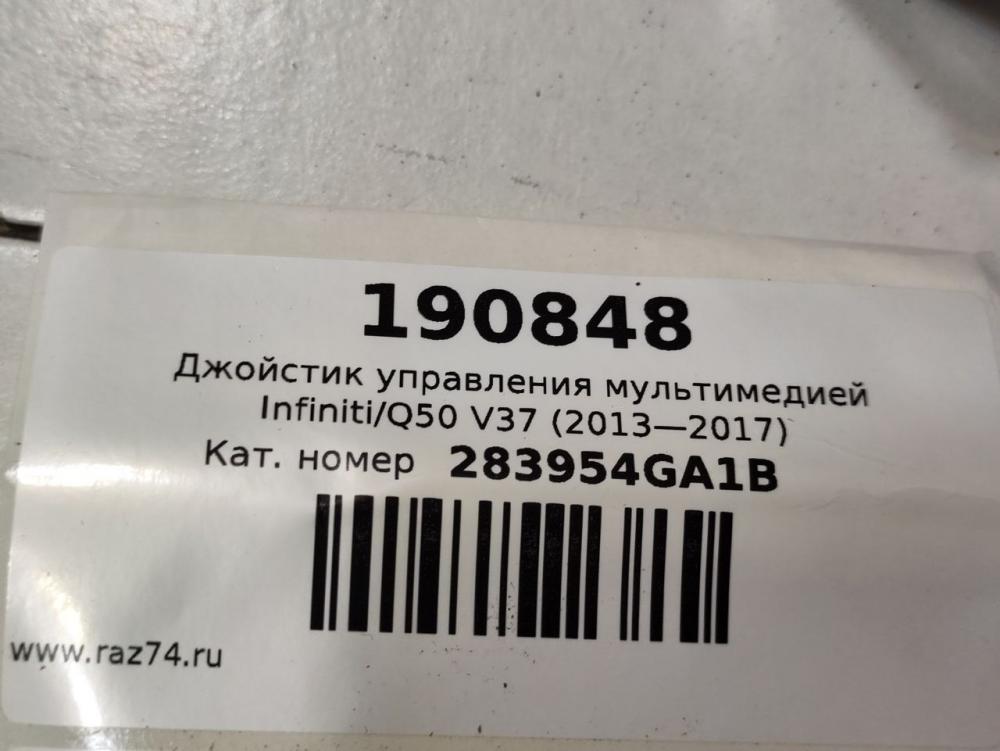 190848
Джойстик управления мультимедией
Infiniti/Q50 V37 (2013—2017)
Кат. номер 283954GA1B
www.raz74.ru